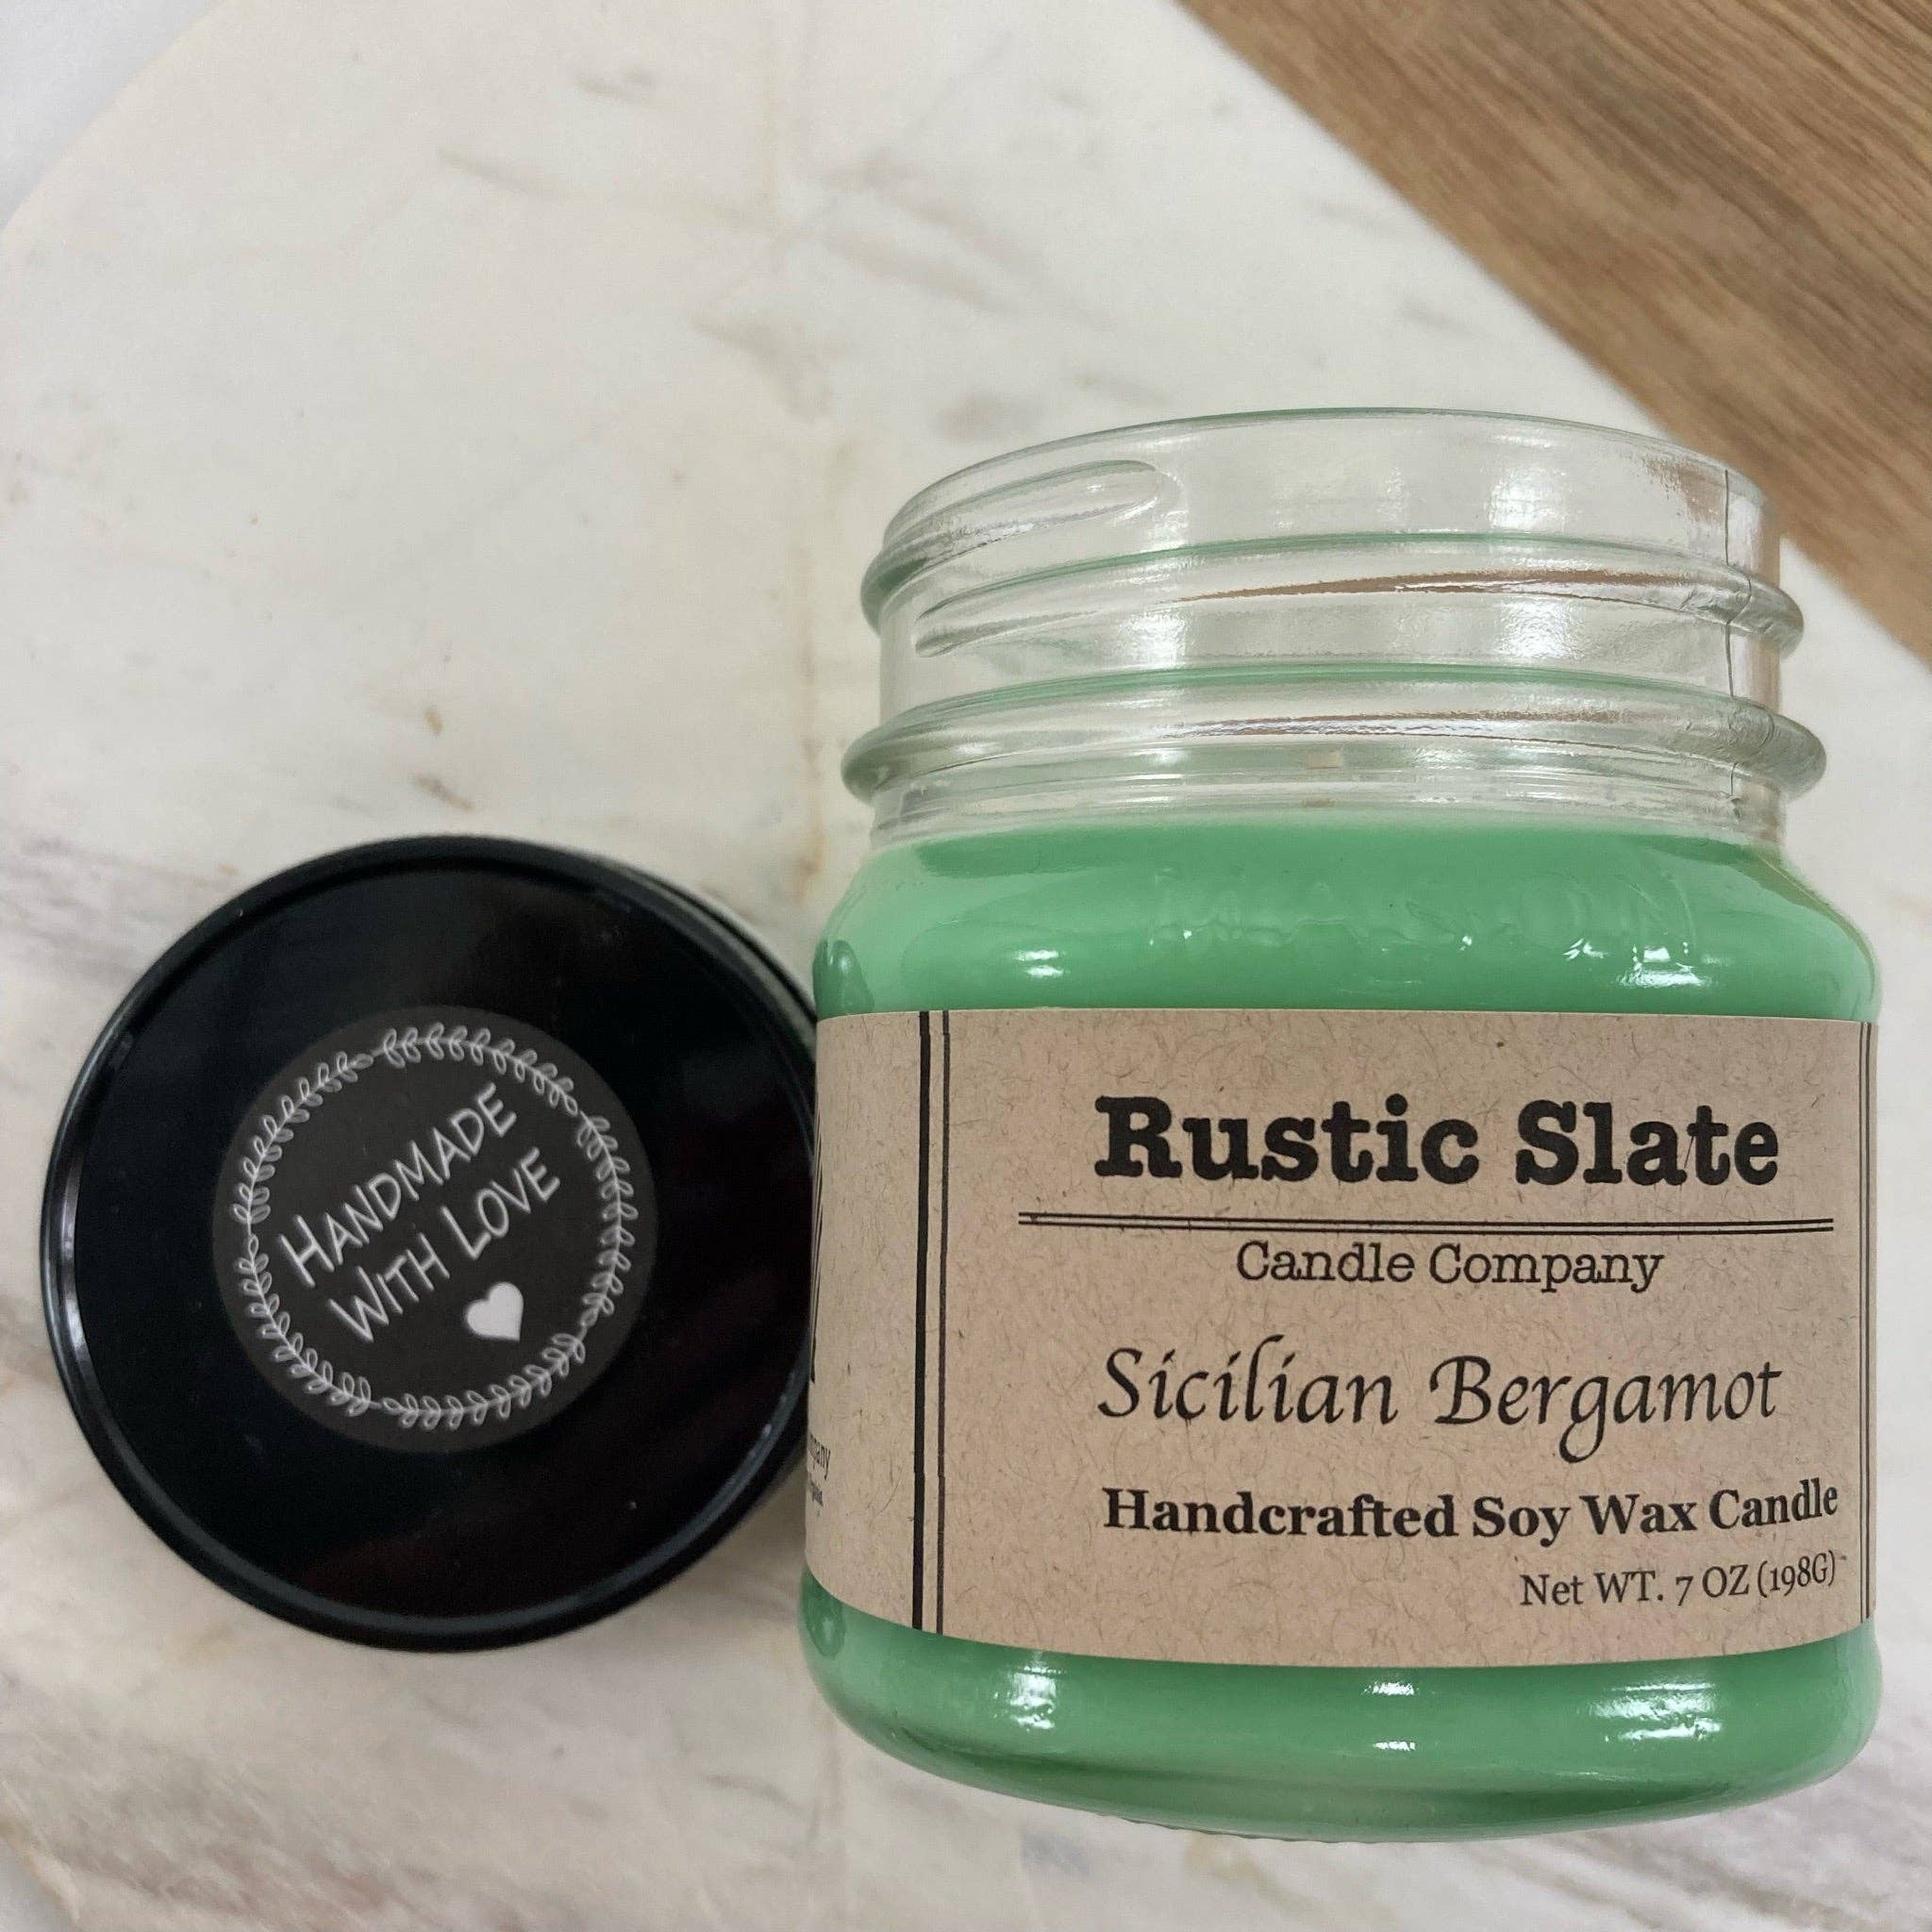 HANDMADE
WITH LOVE
Rustic Slate
Candle Company
Sicilian Bergamot
Handcrafted Soy Wax Candle
Net WT. 7 OZ (198G)